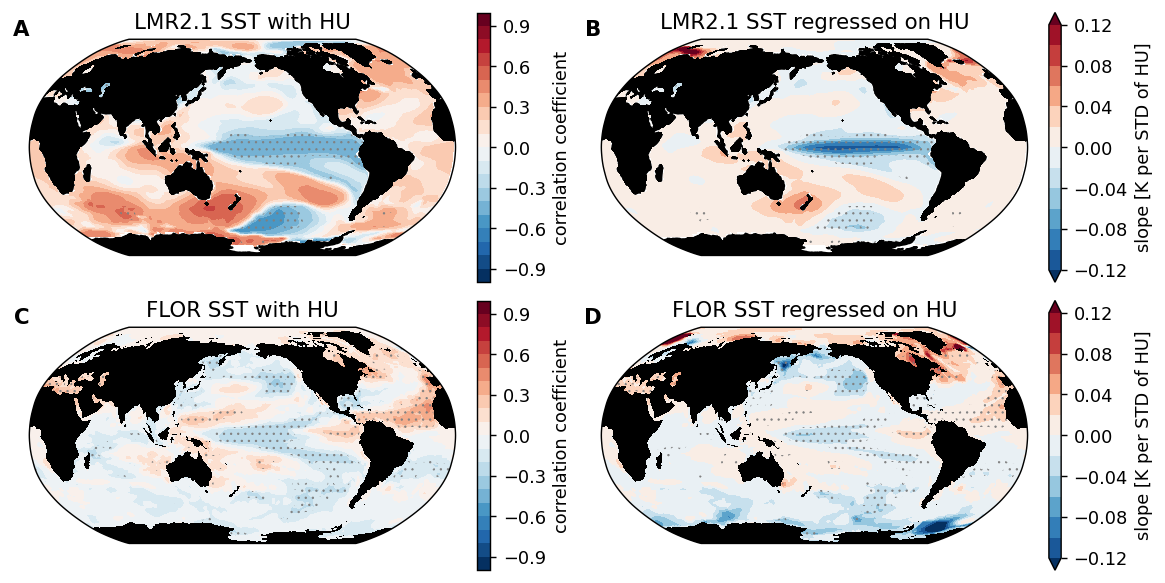 A
LMR2.1 SST with HU
0.9
0.6
0.3
0.0
−0.3
−0.6
−0.9
correlation coefficient
B
LMR2.1 SST regressed on HU
0.12
0.08
0.04
0.00
−0.04
−0.08
−0.12
slope [K per STD of HU]
C
FLOR SST with HU
0.9
0.6
0.3
0.0
−0.3
−0.6
−0.9
correlation coefficient
D
FLOR SST regressed on HU
0.12
0.08
0.04
0.00
−0.04
−0.08
−0.12
slope [K per STD of HU]